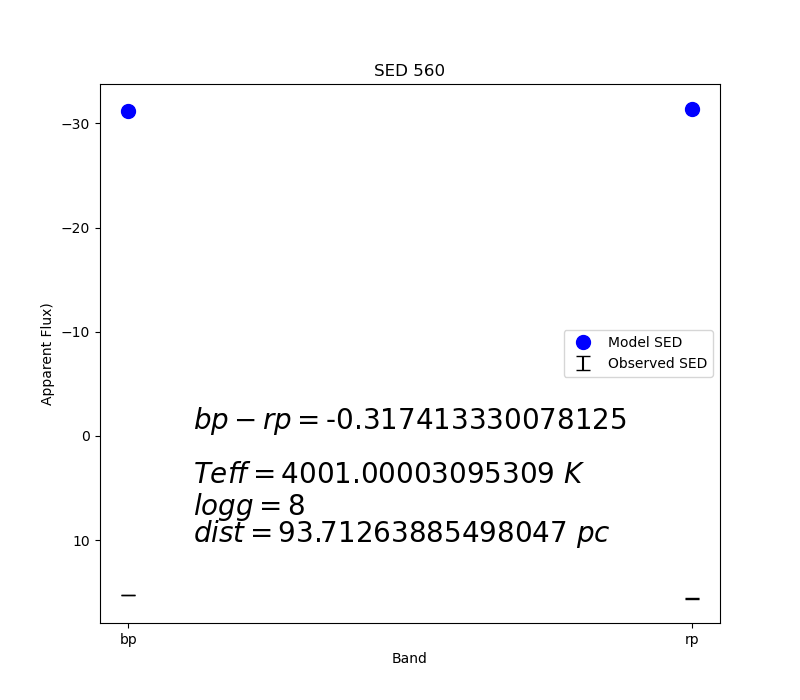 SED 560
−30
−20
−10
0
10
Apparent Flux)
Model SED
Observed SED
bp − rp = -0.317413330078125
Teff = 4001.00003095309 K
logg = 8
dist = 93.71263885498047 pc
bp
rp
Band